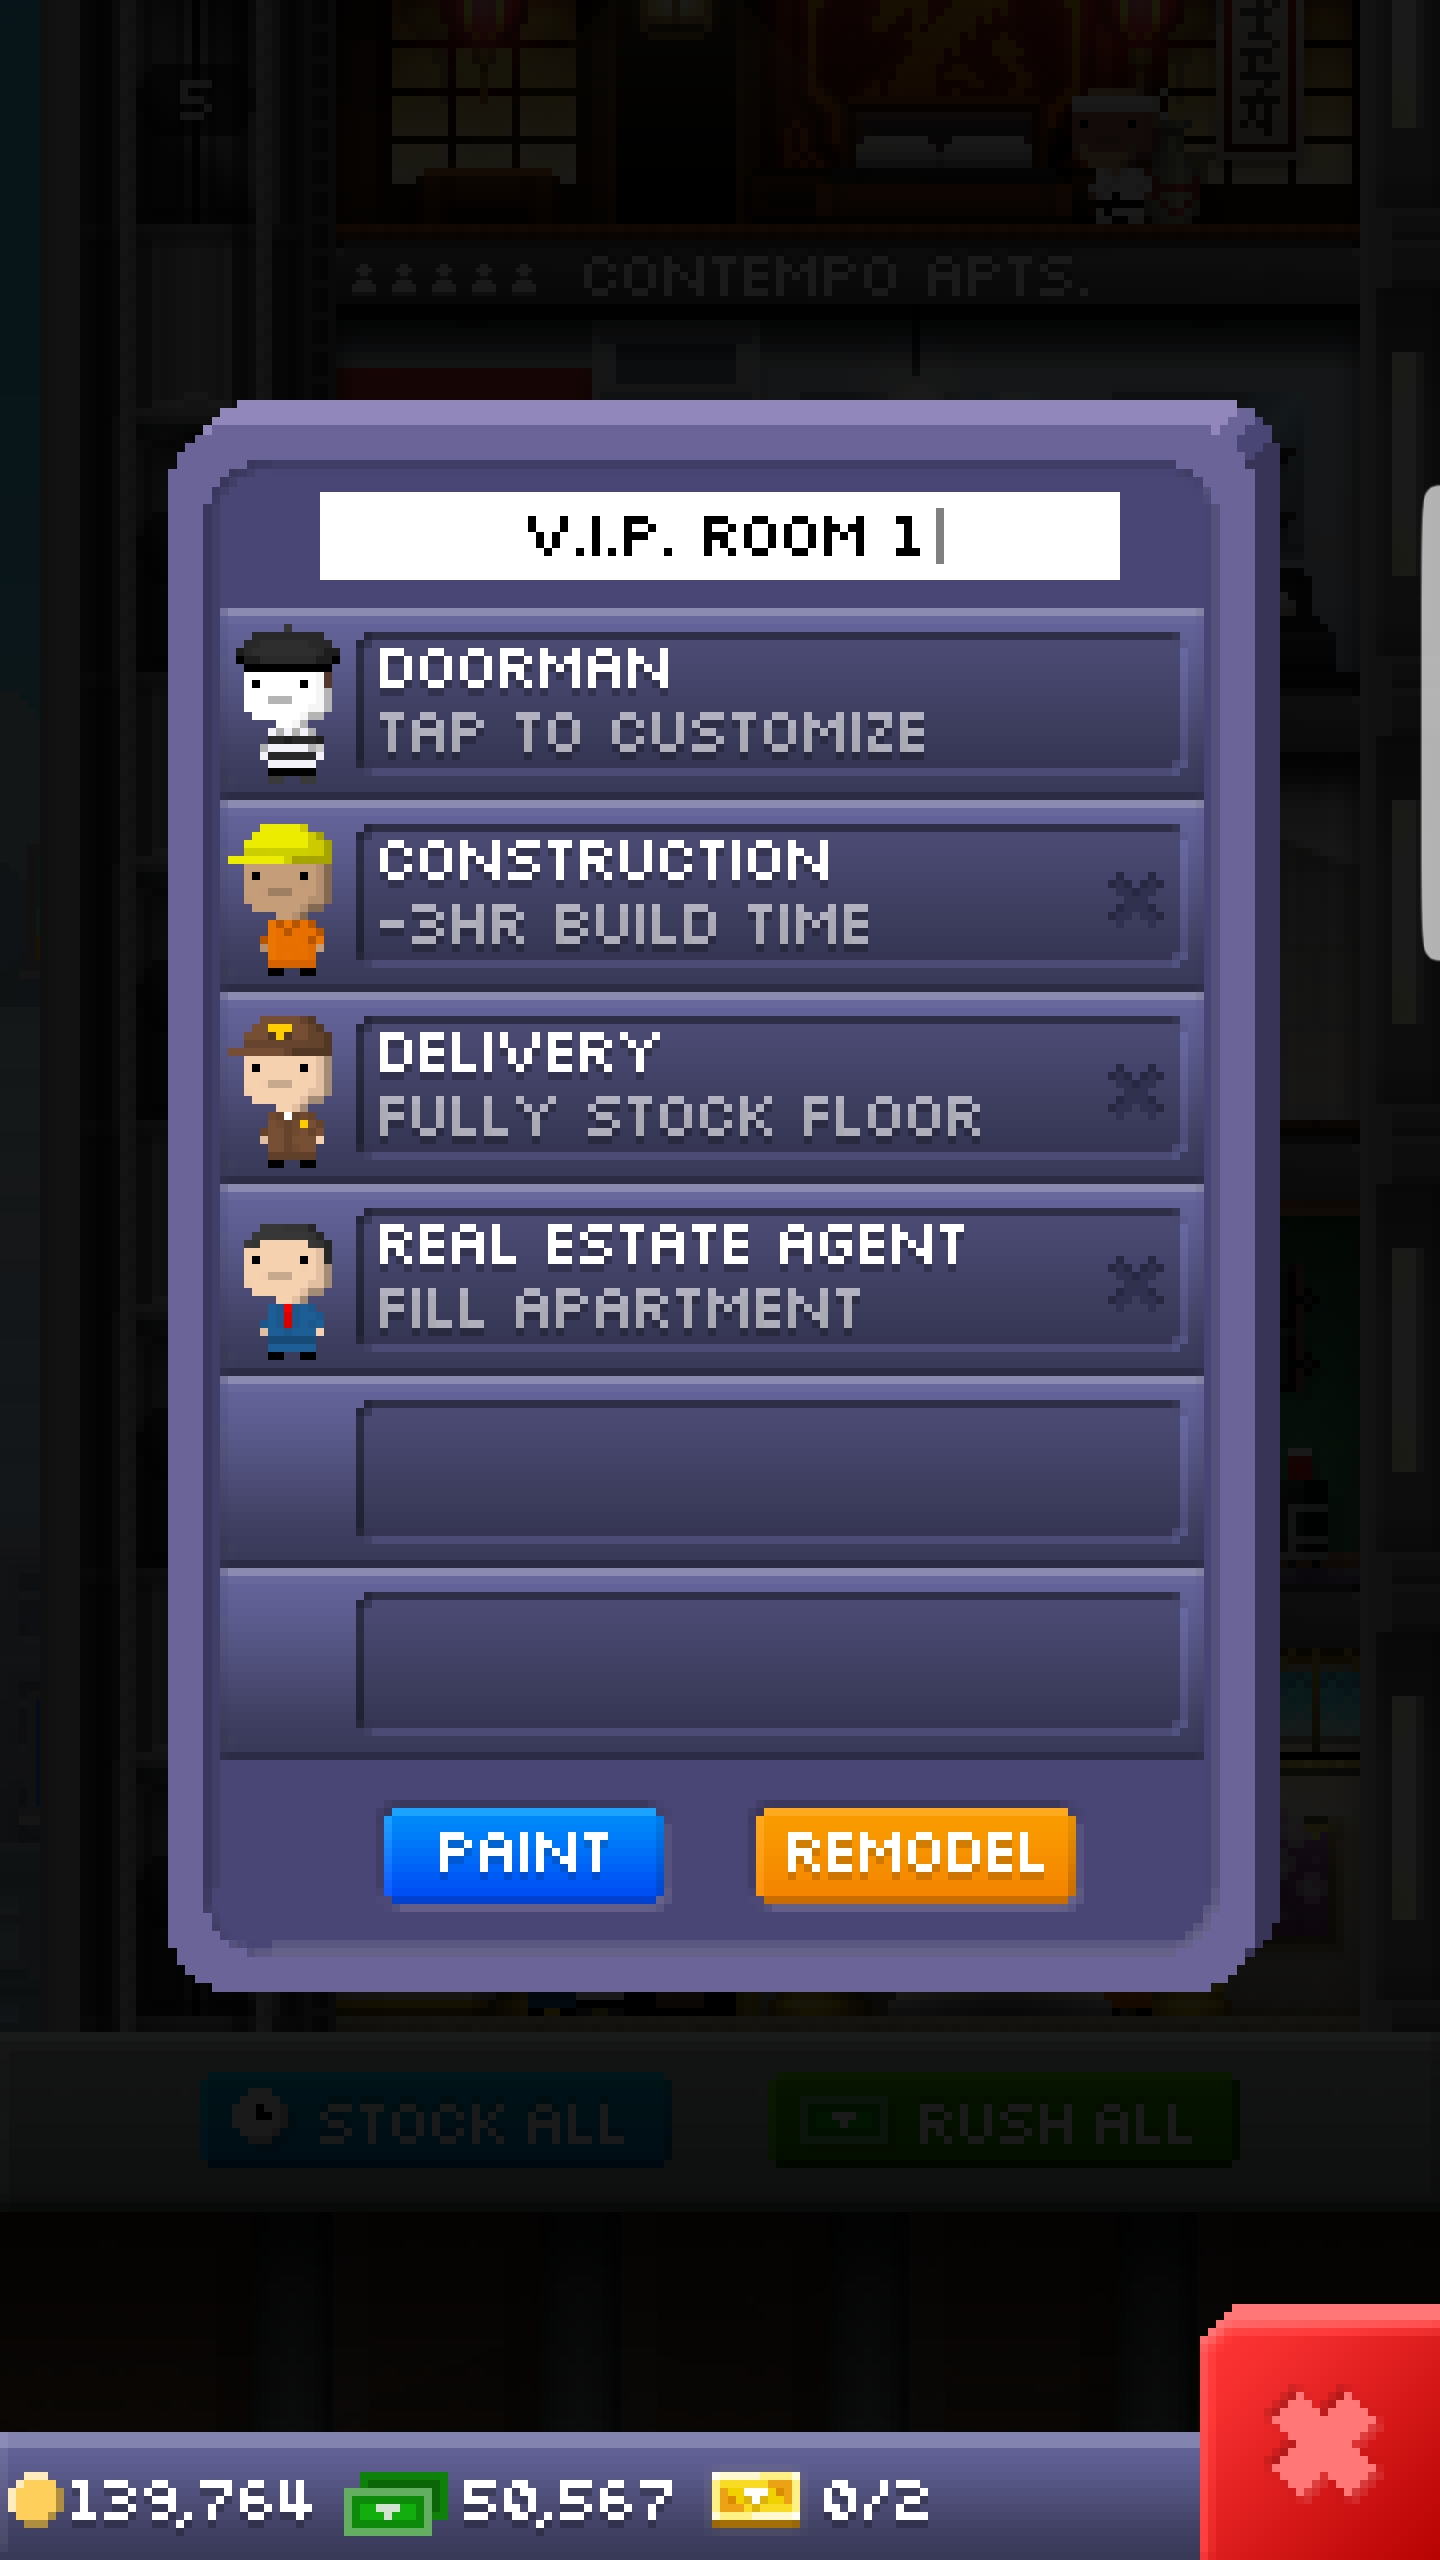 5
CONTEMPO APTS.
V.I.P. ROOM 1
DOORMAN
TAP TO CUSTOMIZE
CONSTRUCTION
-3HR BUILD TIME
DELIVERY
FULLY STOCK FLOOR
REAL ESTATE AGENT
FILL APARTMENT
PAINT
REMODEL
STOCK ALL
RUSH ALL
139,764
50,567
0/2